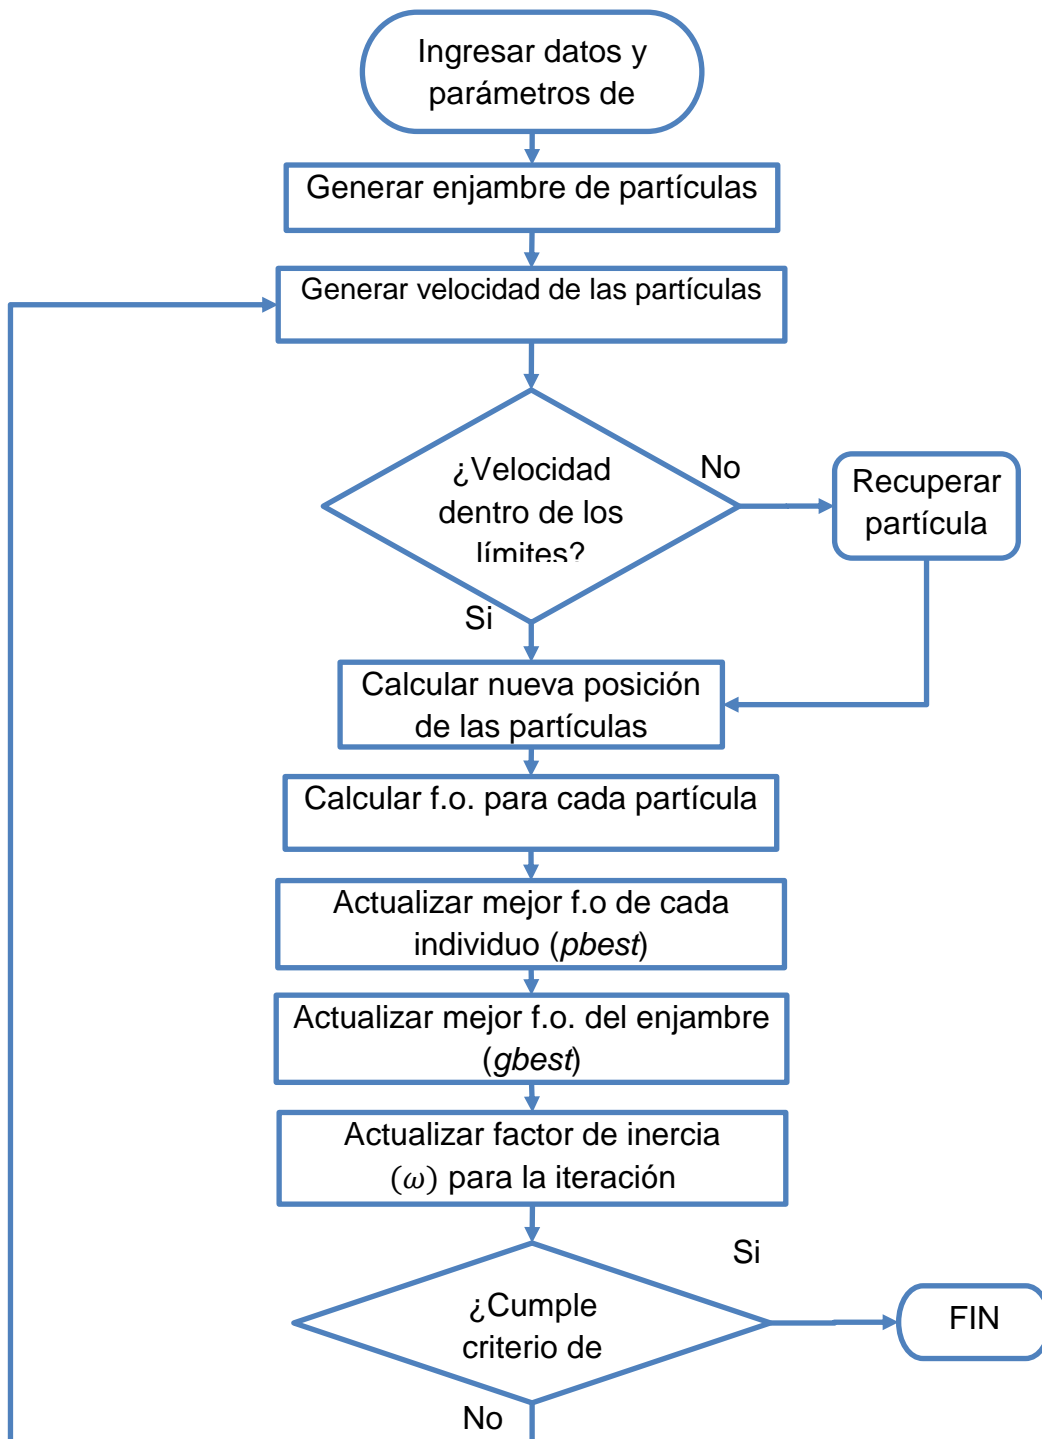 Ingresar datos y
parámetros de
Generar enjambre de partículas
Generar velocidad de las partículas
¿Velocidad
dentro de los
límites?
No
Recuperar
partícula
Si
Calcular nueva posición
de las partículas
Calcular f.o. para cada partícula
Actualizar mejor f.o de cada
individuo (pbest)
Actualizar mejor f.o. del enjambre
(gbest)
Actualizar factor de inercia
(ω) para la iteración
Si
¿Cumple
criterio de
FIN
No